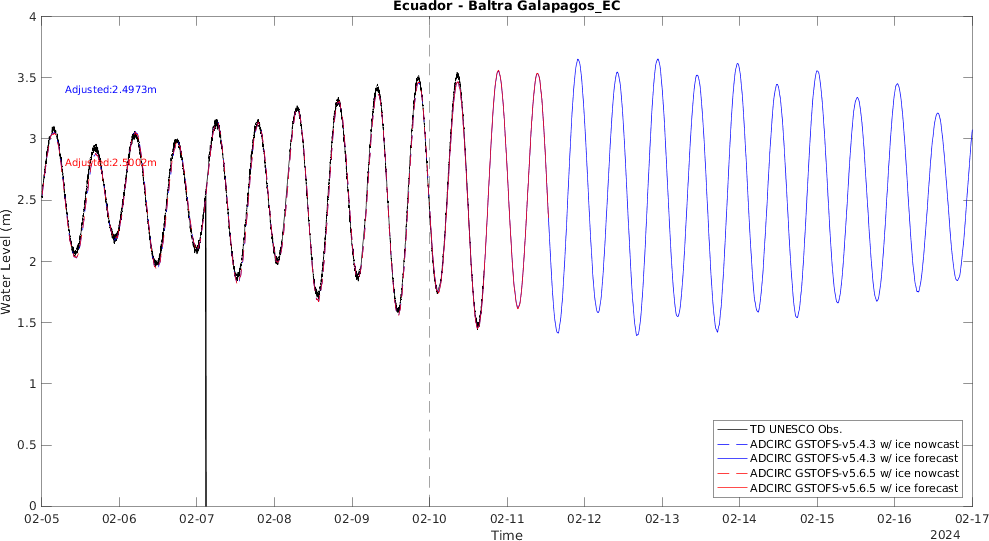 Ecuador - Baltra Galapagos_EC
Water Level (m)
4
3.5
3
2.5
2
1.5
1
0.5
0
Adjusted:2.4973m
Adjusted:2.5002m
TD UNESCO Obs.
ADCIRC GSTOFS-v5.4.3 w/ ice nowcast
ADCIRC GSTOFS-v5.4.3 w/ ice forecast
ADCIRC GSTOFS-v5.6.5 w/ ice nowcast
ADCIRC GSTOFS-v5.6.5 w/ ice forecast
02-05 02-06 02-07 02-08 02-09 02-10 02-11 02-12 02-13 02-14 02-15 02-16 02-17
Time
2024